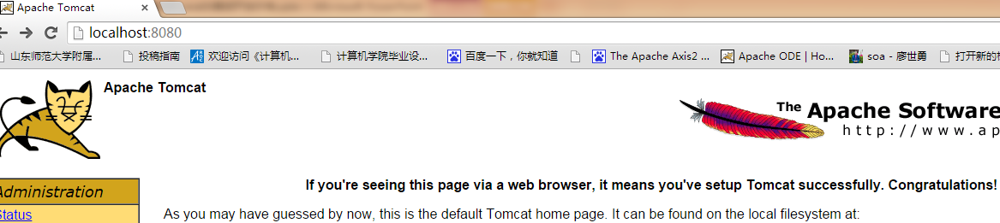 Apache Tomcat
localhost:8080
山东师范大学附属... 投稿指南 欢迎访问《计算机... 计算机学院毕业设... 百度一下，你就知道 The Apache Axis2 ... Apache ODE | Ho... soa - 廖世勇 打开新的
Apache Tomcat
The Apache Software
http://www.ap
Administration
If you're seeing this page via a web browser, it means you've setup Tomcat successfully. Congratulations!
Status
As you may have guessed by now, this is the default Tomcat home page. It can be found on the local filesystem at: